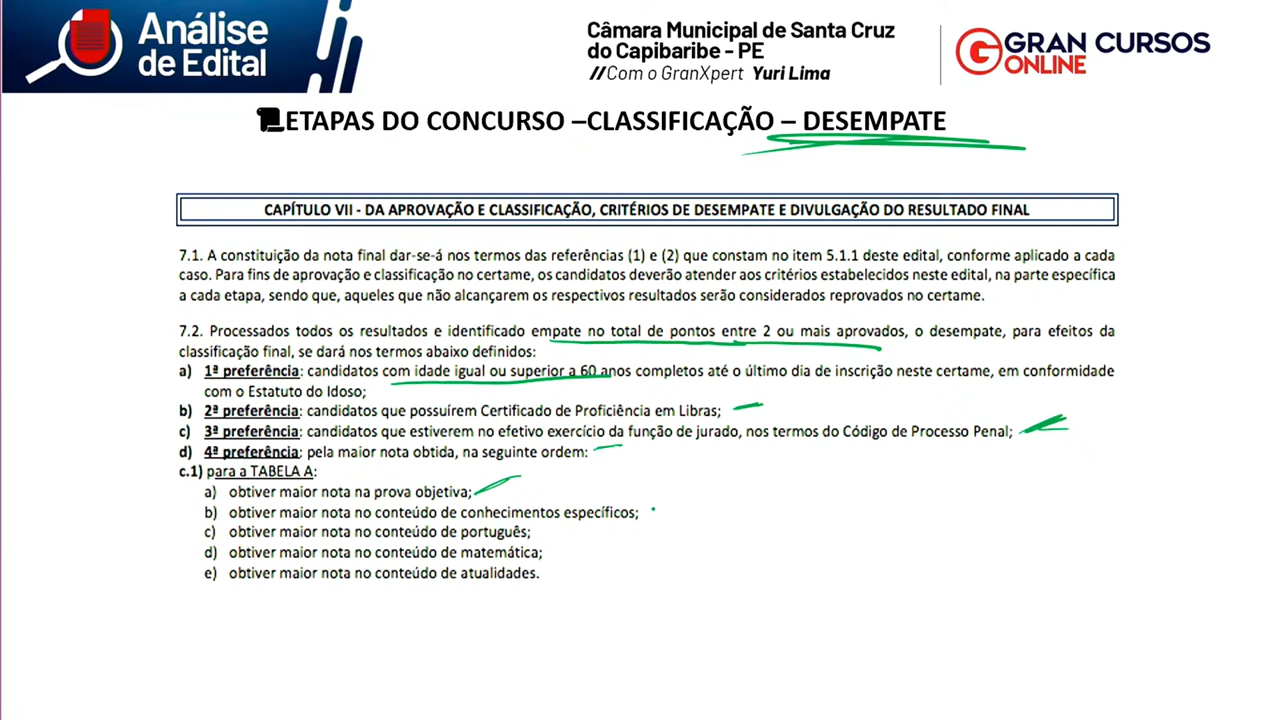 Análise
de Edital
Câmara Municipal de Santa Cruz
do Capibaribe - PE
//Com o GranXpert Yuri Lima
G GRAN CURSOS
ONLINE
ETAPAS DO CONCURSO –CLASSIFICAÇÃO – DESEMPATE
CAPÍTULO VII - DA APROVAÇÃO E CLASSIFICAÇÃO, CRITÉRIOS DE DESEMPATE E DIVULGAÇÃO DO RESULTADO FINAL
7.1. A constituição da nota final dar-se-á nos termos das referências (1) e (2) que constam no item 5.1.1 deste edital, conforme aplicado a cada
caso. Para fins de aprovação e classificação no certame, os candidatos deverão atender aos critérios estabelecidos neste edital, na parte específica
a cada etapa, sendo que, aqueles que não alcançarem os respectivos resultados serão considerados reprovados no certame.
7.2. Processados todos os resultados e identificado empate no total de pontos entre 2 ou mais aprovados, o desempate, para efeitos da
classificação final, se dará nos termos abaixo definidos:
a) 1ª preferência: candidatos com idade igual ou superior a 60 anos completos até o último dia de inscrição neste certame, em conformidade
com o Estatuto do Idoso;
b) 2ª preferência: candidatos que possuírem Certificado de Proficiência em Libras;
c) 3ª preferência: candidatos que estiverem no efetivo exercício da função de jurado, nos termos do Código de Processo Penal;
d) 4ª preferência: pela maior nota obtida, na seguinte ordem:
c.1) para a TABELA A:
a) obtiver maior nota na prova objetiva;
b) obtiver maior nota no conteúdo de conhecimentos específicos;
c) obtiver maior nota no conteúdo de português;
d) obtiver maior nota no conteúdo de matemática;
e) obtiver maior nota no conteúdo de atualidades.